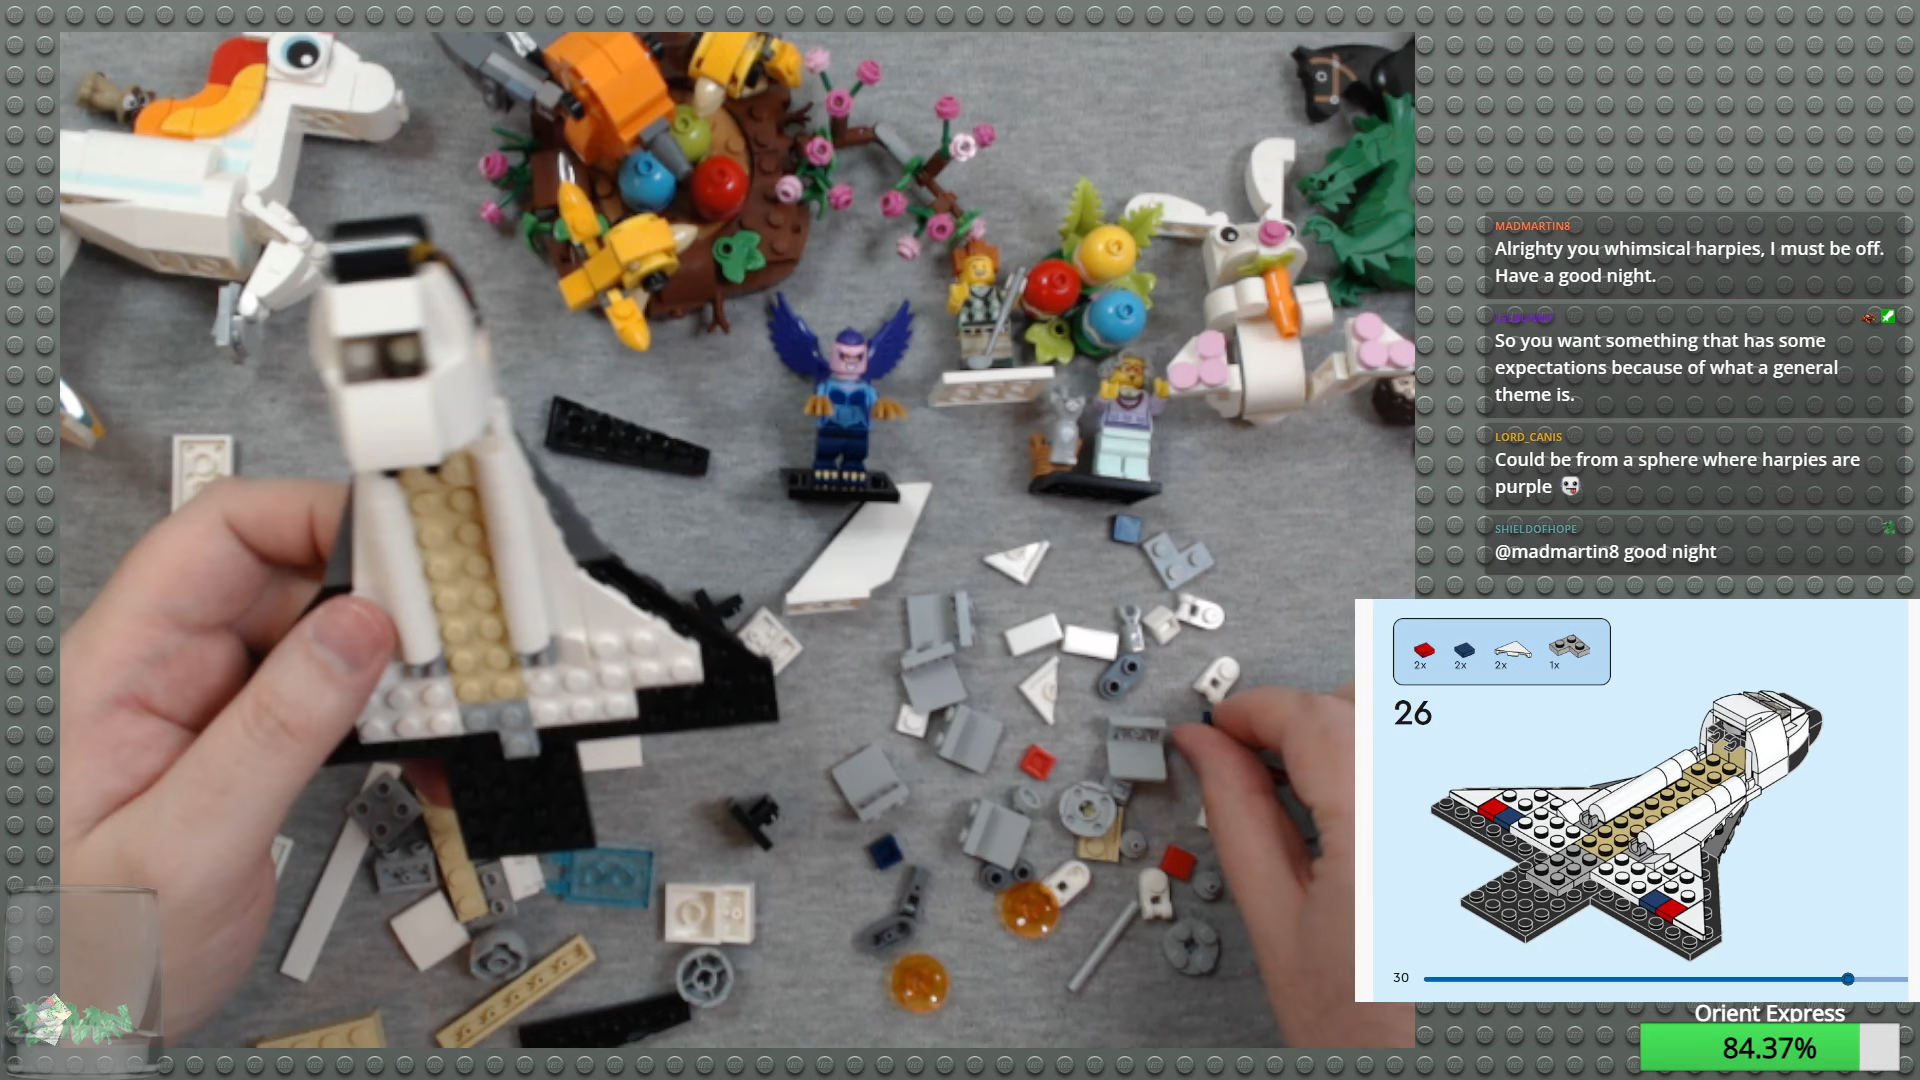 MADMARTIN8
Alrighty you whimsical harpies, I must be off.
Have a good night.
So you want something that has some
expectations because of what a general
theme is.
LORD_CANIS
Could be from a sphere where harpies are
purple
SHIELDOFHOPE
@madmartin8 good night
2x 2x 2x 1x
26
30
Orient Express
84.37%